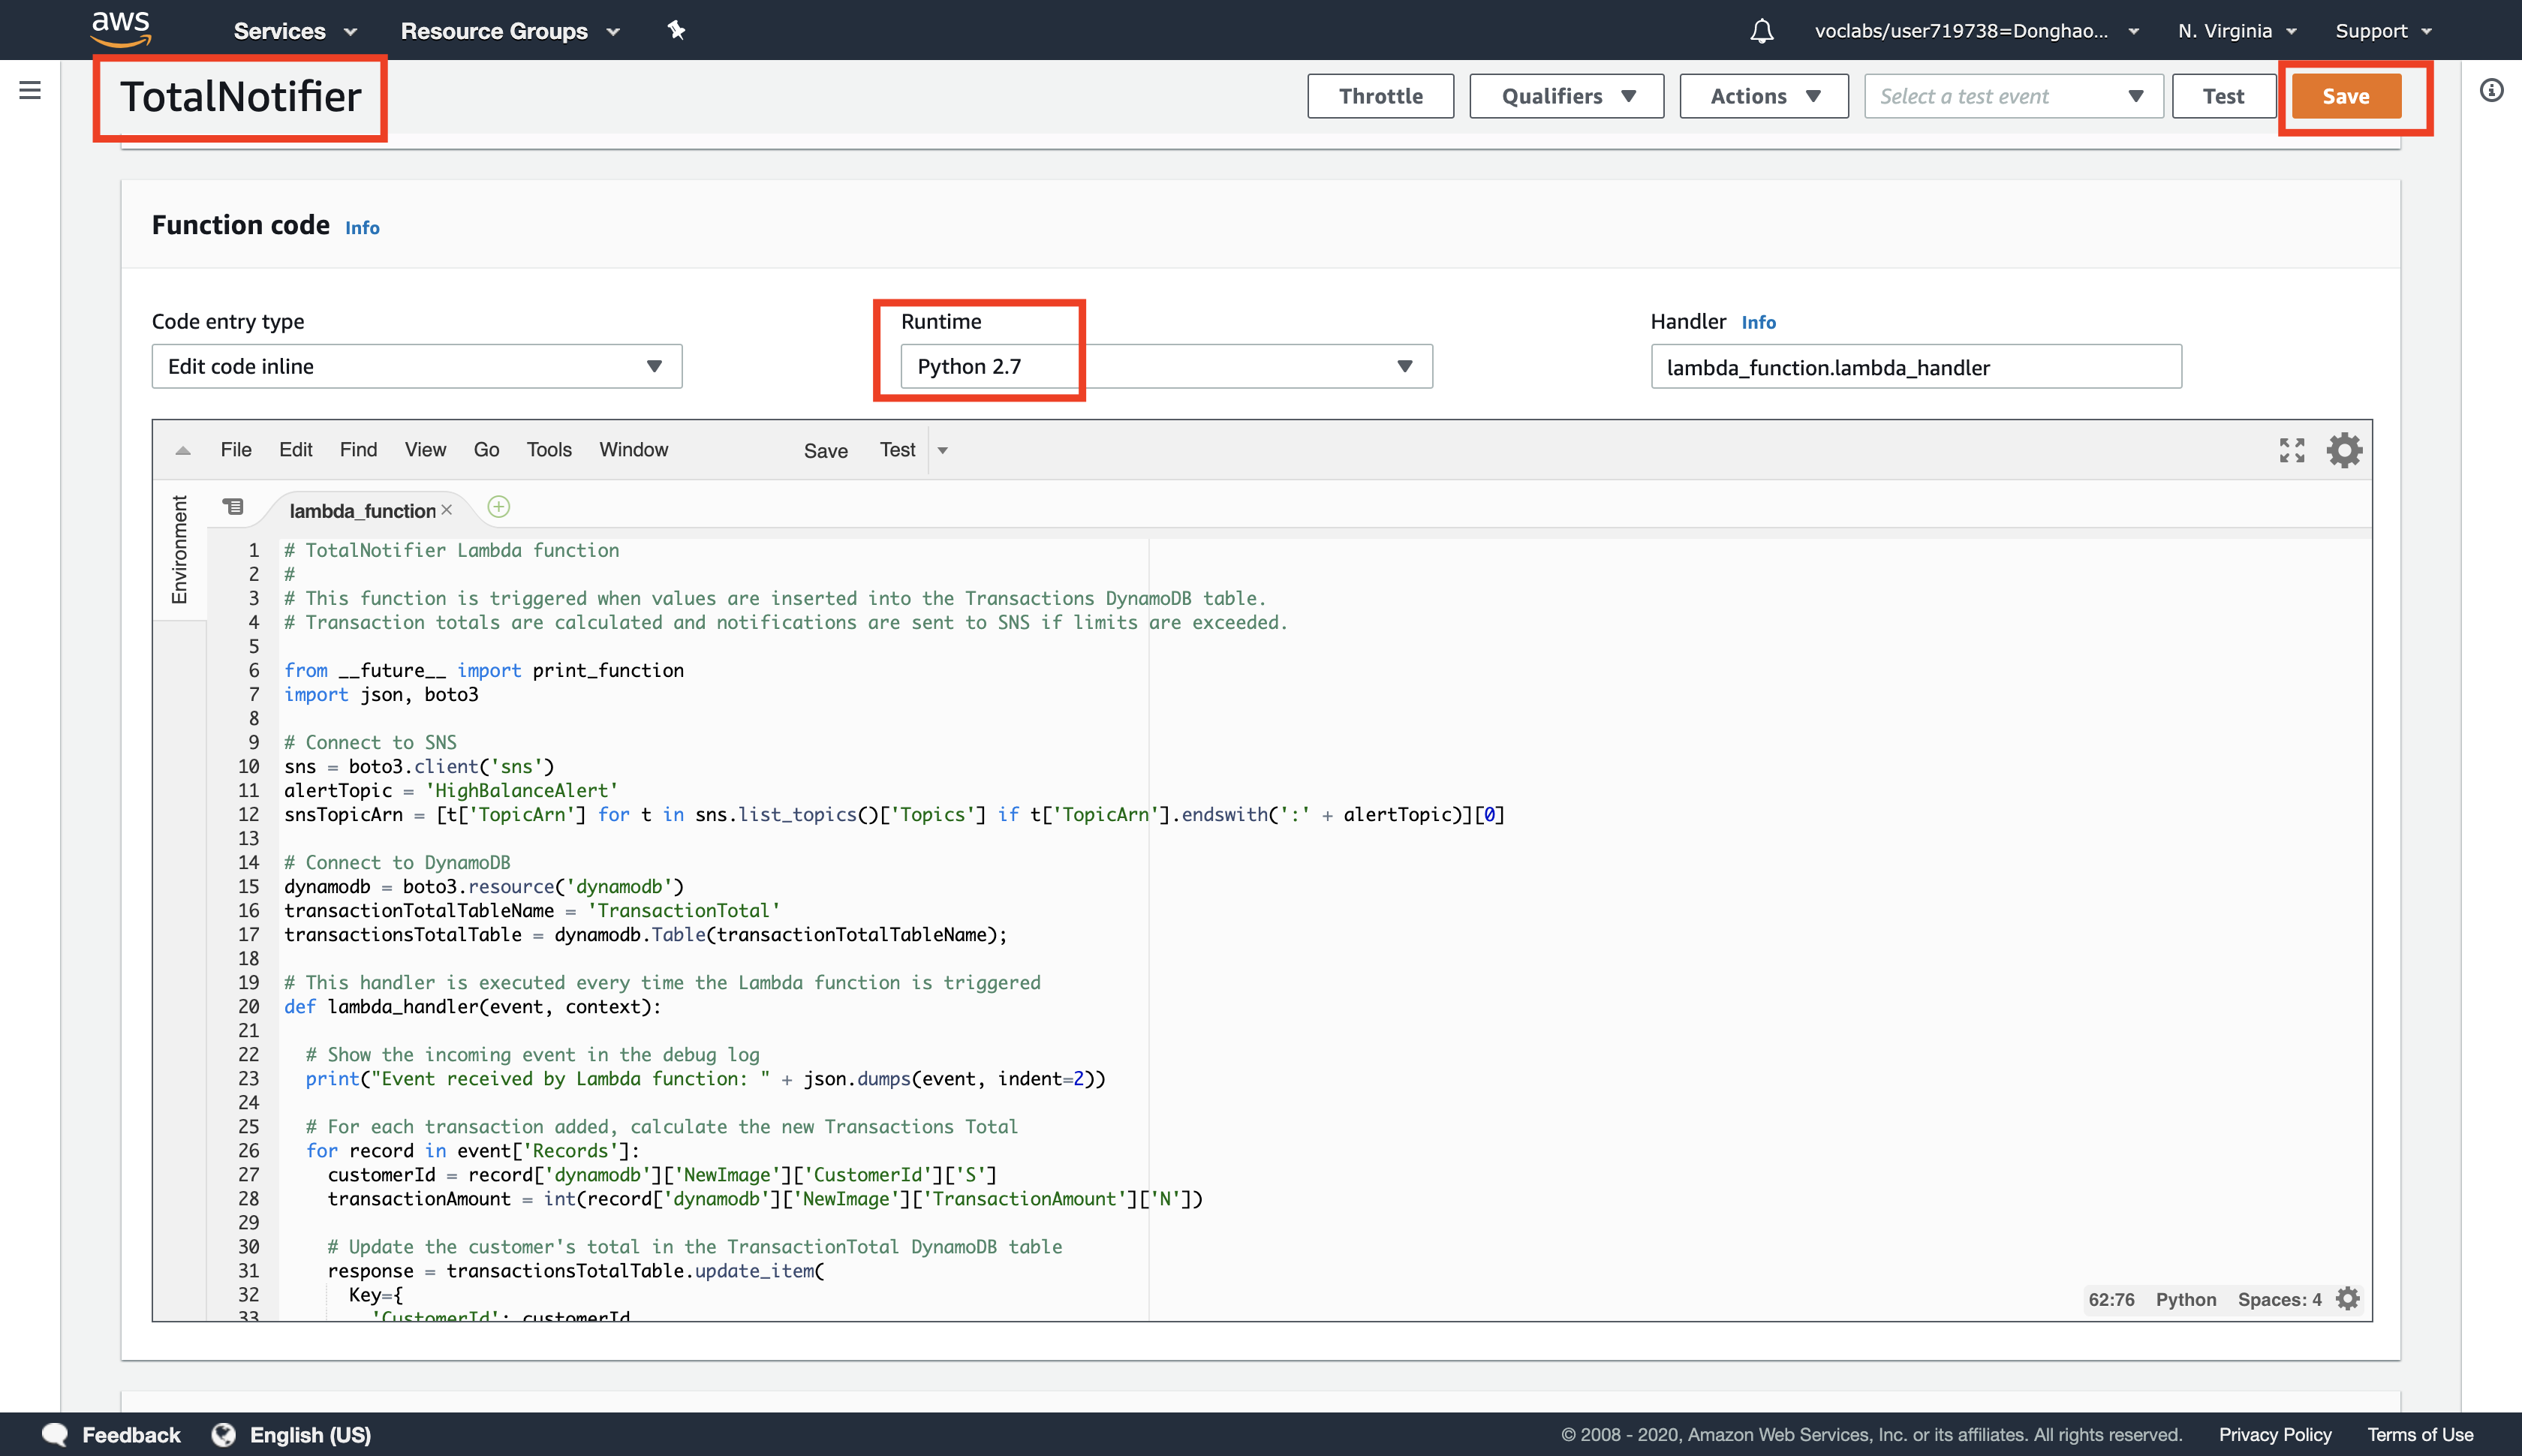 aws Services Resource Groups voclabs/user719738=Donghao... N. Virginia Support
TotalNotifier Throttle Qualifiers Actions Select a test event Test Save
Function code Info
Code entry type Runtime Handler Info
Edit code inline Python 2.7 lambda_function.lambda_handler
File Edit Find View Go Tools Window Save Test
Environment
lambda_function
1 # TotalNotifier Lambda function
2 #
3 # This function is triggered when values are inserted into the Transactions DynamoDB table.
4 # Transaction totals are calculated and notifications are sent to SNS if limits are exceeded.
5
6 from __future__ import print_function
7 import json, boto3
8
9 # Connect to SNS
10 sns = boto3.client('sns')
11 alertTopic = 'HighBalanceAlert'
12 snsTopicArn = [t['TopicArn'] for t in sns.list_topics()['Topics'] if t['TopicArn'].endswith(':' + alertTopic)][0]
13
14 # Connect to DynamoDB
15 dynamodb = boto3.resource('dynamodb')
16 transactionTotalTableName = 'TransactionTotal'
17 transactionsTotalTable = dynamodb.Table(transactionTotalTableName);
18
19 # This handler is executed every time the Lambda function is triggered
20 def lambda_handler(event, context):
21
22 # Show the incoming event in the debug log
23 print("Event received by Lambda function: " + json.dumps(event, indent=2))
24
25 # For each transaction added, calculate the new Transactions Total
26 for record in event['Records']:
27 customerId = record['dynamodb']['NewImage']['CustomerId']['S']
28 transactionAmount = int(record['dynamodb']['NewImage']['TransactionAmount']['N'])
29
30 # Update the customer's total in the TransactionTotal DynamoDB table
31 response = transactionsTotalTable.update_item(
32 Key={
33 'CustomerId': customerId
62:76 Python Spaces: 4
Feedback English (US) © 2008 - 2020, Amazon Web Services, Inc. or its affiliates. All rights reserved. Privacy Policy Terms of Use